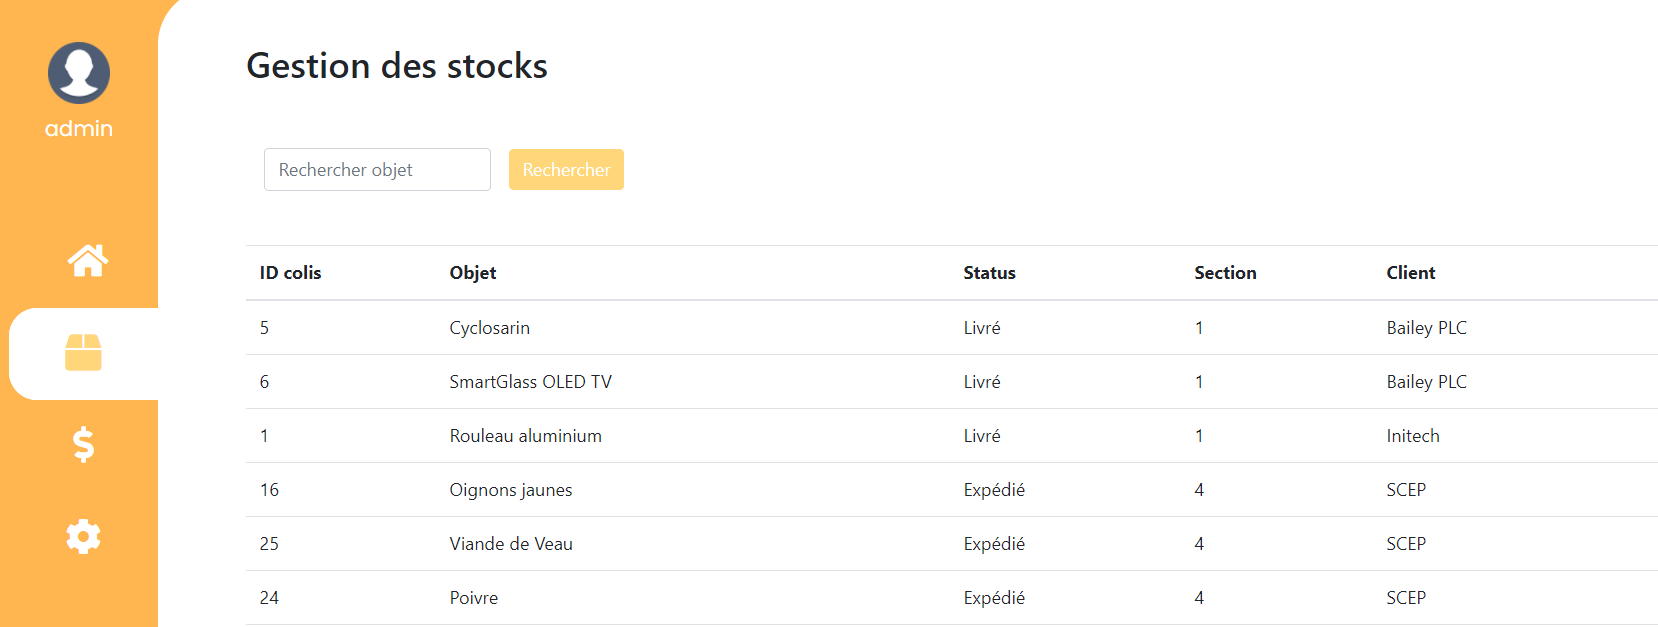 admin
Gestion des stocks
Rechercher objet Rechercher
ID colis Objet Status Section Client
5 Cyclosarin Livré 1 Bailey PLC
6 SmartGlass OLED TV Livré 1 Bailey PLC
1 Rouleau aluminium Livré 1 Initech
16 Oignons jaunes Expédié 4 SCEP
25 Viande de Veau Expédié 4 SCEP
24 Poivre Expédié 4 SCEP